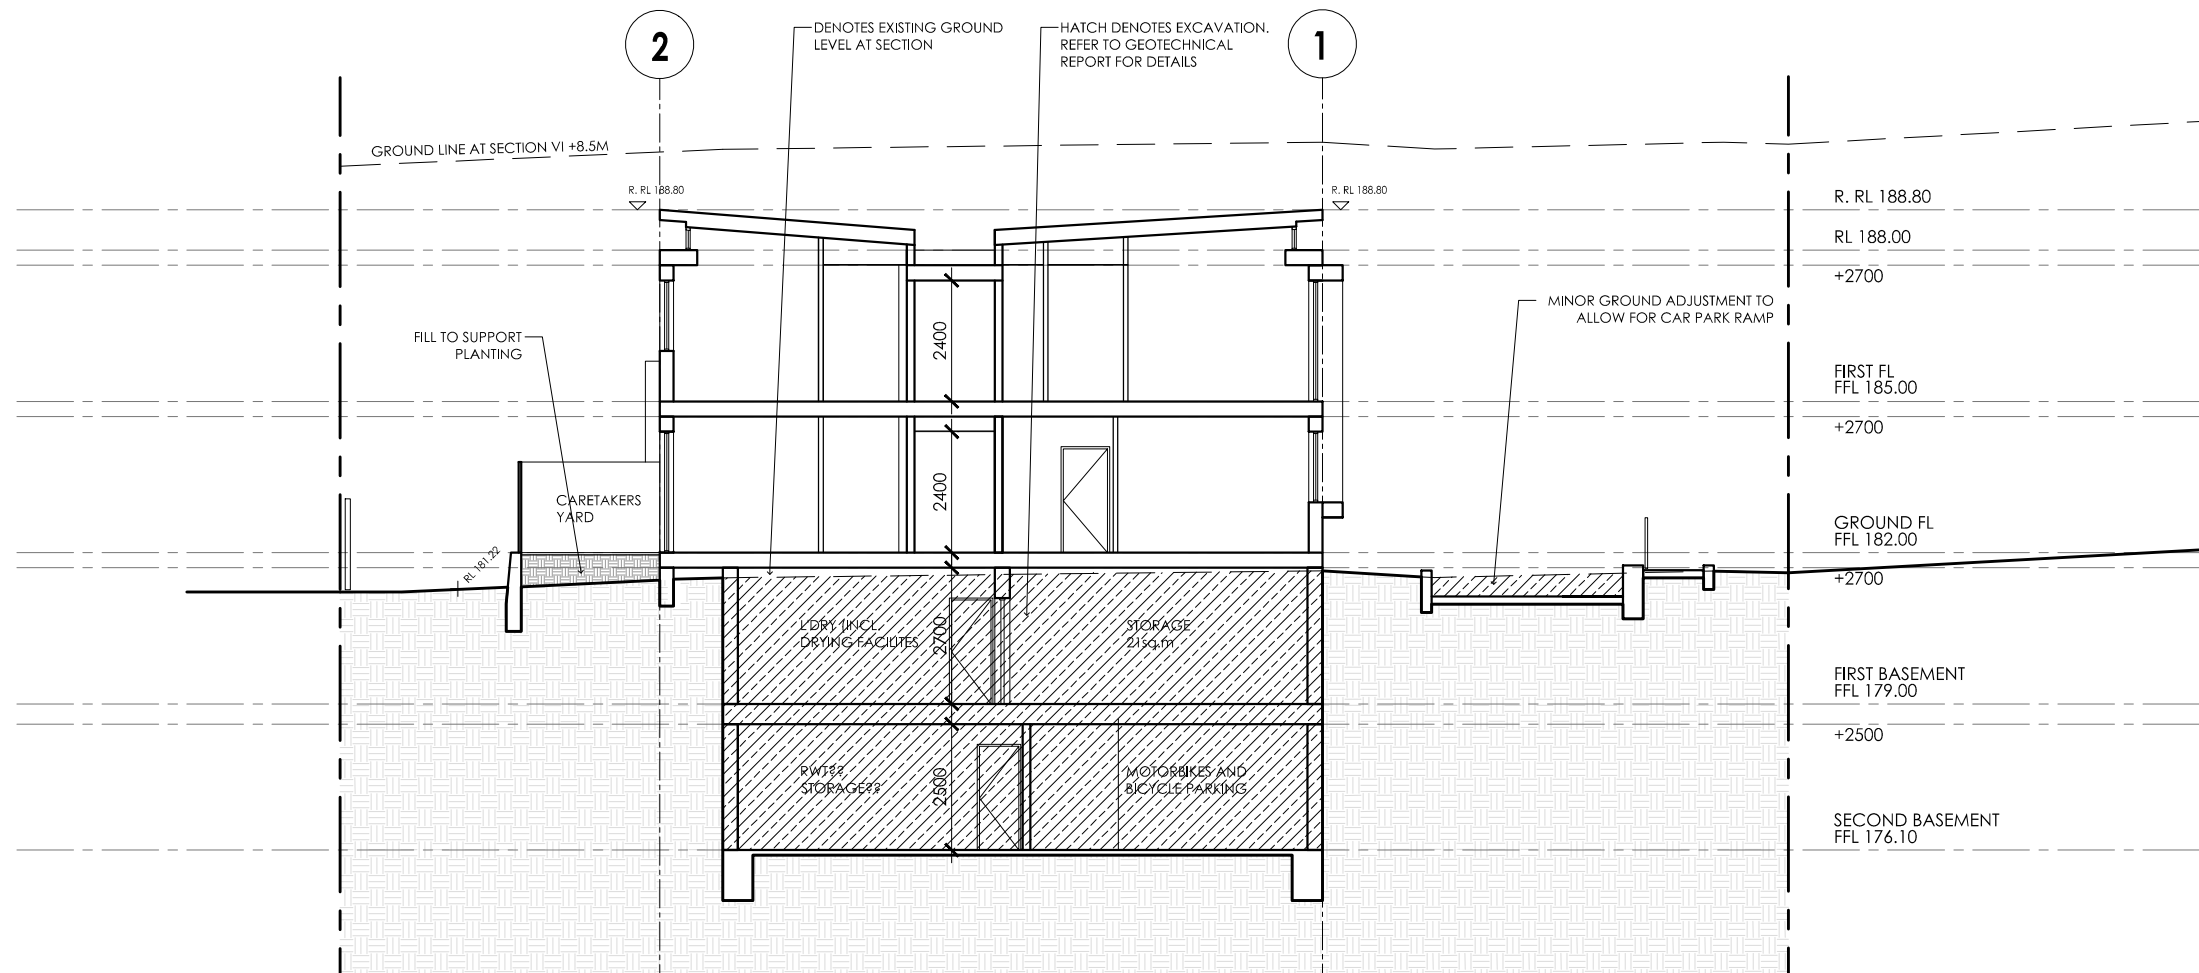 2
DENOTES EXISTING GROUND
LEVEL AT SECTION
HATCH DENOTES EXCAVATION.
REFER TO GEOTECHNICAL
REPORT FOR DETAILS
1
GROUND LINE AT SECTION VI +8.5M
R. RL 188.80
R. RL 188.80
R. RL 188.80
RL 188.00
+2700
MINOR GROUND ADJUSTMENT TO
ALLOW FOR CAR PARK RAMP
FILL TO SUPPORT
PLANTING
2400
FIRST FL
FFL 185.00
+2700
2400
CARETAKERS
YARD
GROUND FL
FFL 182.00
+2700
RL 181.22
L'DRY (INCL.
DRYING FACILITES
2700
STORAGE
21sq.m
FIRST BASEMENT
FFL 179.00
+2500
RWT??
STORAGE??
2500
MOTORBIKES AND
BICYCLE PARKING
SECOND BASEMENT
FFL 176.10